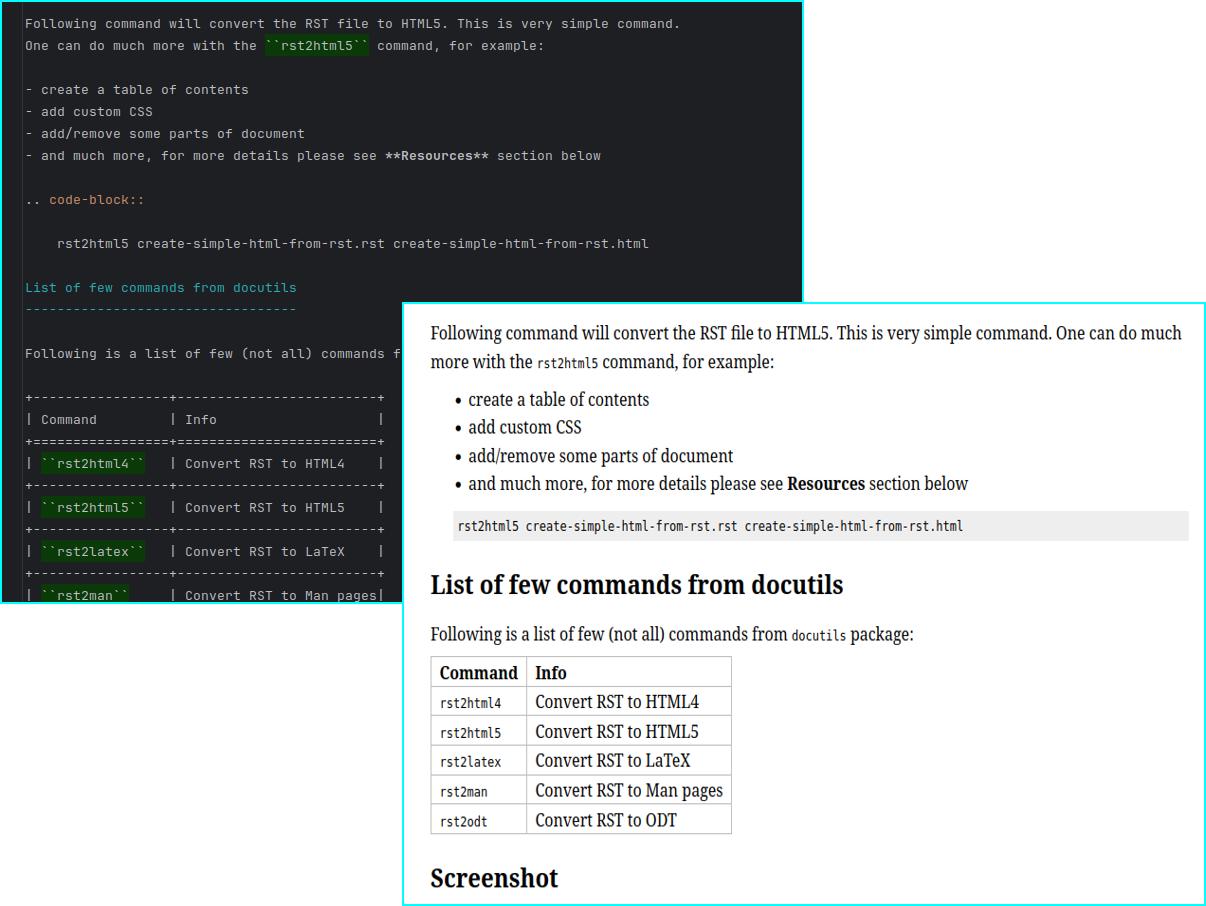 Following command will convert the RST file to HTML5. This is very simple command.
One can do much more with the ``rst2html5`` command, for example:
- create a table of contents
- add custom CSS
- add/remove some parts of document
- and much more, for more details please see **Resources** section below
.. code-block::
rst2html5 create-simple-html-from-rst.rst create-simple-html-from-rst.html
List of few commands from docutils
----------------------------------
Following is a list of few (not all) commands f
+-----------------+-------------------------+
| Command         | Info                    |
+=================+=========================+
| ``rst2html4``   | Convert RST to HTML4    |
+-----------------+-------------------------+
| ``rst2html5``   | Convert RST to HTML5    |
+-----------------+-------------------------+
| ``rst2latex``   | Convert RST to LaTeX    |
+-----------------+-------------------------+
| ``rst2man``     | Convert RST to Man pages|
Following command will convert the RST file to HTML5. This is very simple command. One can do much
more with the rst2html5 command, for example:
• create a table of contents
• add custom CSS
• add/remove some parts of document
• and much more, for more details please see Resources section below
rst2html5 create-simple-html-from-rst.rst create-simple-html-from-rst.html
List of few commands from docutils
Following is a list of few (not all) commands from docutils package:
Command Info
rst2html4 Convert RST to HTML4
rst2html5 Convert RST to HTML5
rst2latex Convert RST to LaTeX
rst2man Convert RST to Man pages
rst2odt Convert RST to ODT
Screenshot